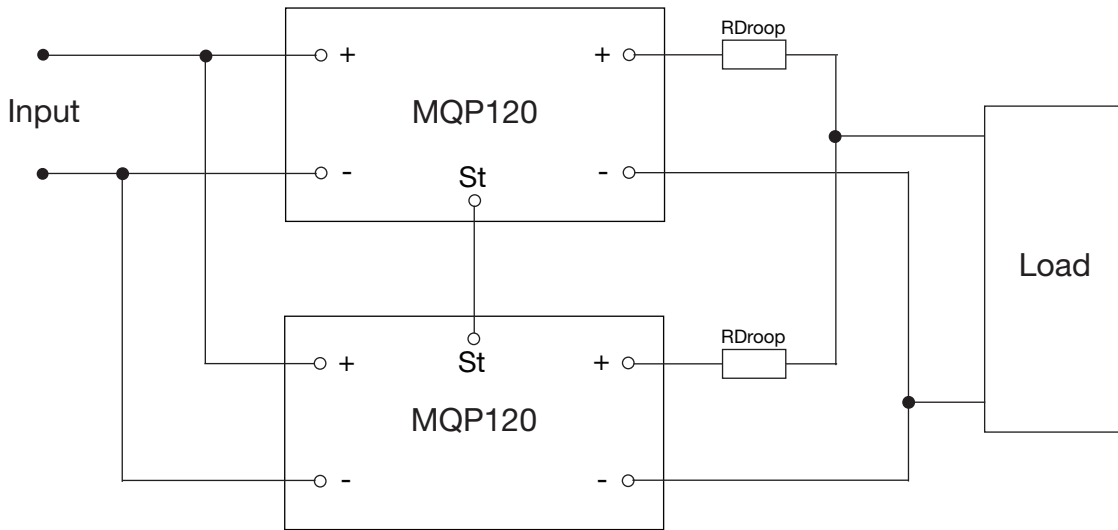 RDroop
+
+
Input
MQP120
-
St
-
Load
RDroop
+
St
+
MQP120
-
-